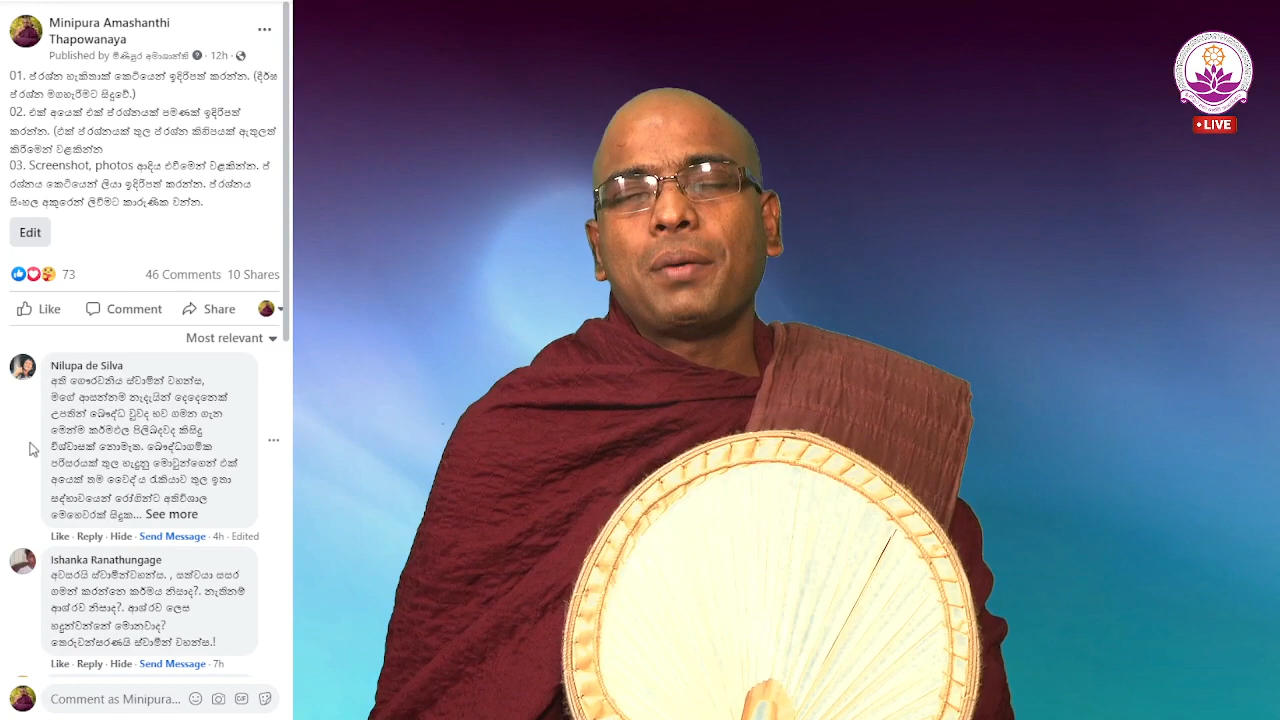 Minipura Amashanthi
Thapowanaya
Published by මිණිපුර අමාශාන්ති · 12h ·
01. ප්‍රශ්න හැකිතාක් කෙටියෙන් ඉදිරිපත් කරන්න. (දීර්ඝ
ප්‍රශ්න මගහැරීමට සිදුවේ.)
02. එක් අයෙක් එක් ප්‍රශ්නයක් පමණක් ඉදිරිපත්
කරන්න. (එක් ප්‍රශ්නයක් තුල ප්‍රශ්න කිහිපයක් ඇතුලත්
කිරීමෙන් වළකින්න
03. Screenshot, photos ආදිය එවීමෙන් වළකින්න. ප්
රශ්නය කෙටියෙන් ලියා ඉදිරිපත් කරන්න. ප්‍රශ්නය
සිංහල අකුරෙන් ලිවීමට කාරුණික වන්න.
Edit
73 46 Comments 10 Shares
Like Comment Share
Most relevant
Nilupa de Silva
අති ගෞරවනීය ස්වාමීන් වහන්ස,
මගේ ආසන්නම නැදෑයින් දෙදෙනෙක්
උපතින් බෞද්ධ වුවද භව ගමන ගැන
මෙන්ම කර්මඵල පිලිබදවද කිසිදු
විශ්වාසක් නොමැත. බෞද්ධාගමික
පරිසරයක් තුල හැදුනු මොවුන්ගෙන් එක්
අයෙක් තම වෛද්‍ය රැකියාව තුල ඉතා
සද්භාවයෙන් රෝගින්ට අතිවිශාල
මෙහෙවරක් සිදුක... See more
Like · Reply · Hide · Send Message · 4h · Edited
Ishanka Ranathungage
අවසරයි ස්වාමීන්වහන්ස. , සත්වයා සසර
ගමන් කරන්නෙ කර්මය නිසාද?. නැතිනම්
ආශ්‍රව නිසාද?. ආශ්‍රව ලෙස
හදුන්වන්නේ මොනවාද?
තෙරුවන්සරණයි ස්වාමීන් වහන්ස.!
Like · Reply · Hide · Send Message · 7h
Comment as Minipura...
GIF
LIVE